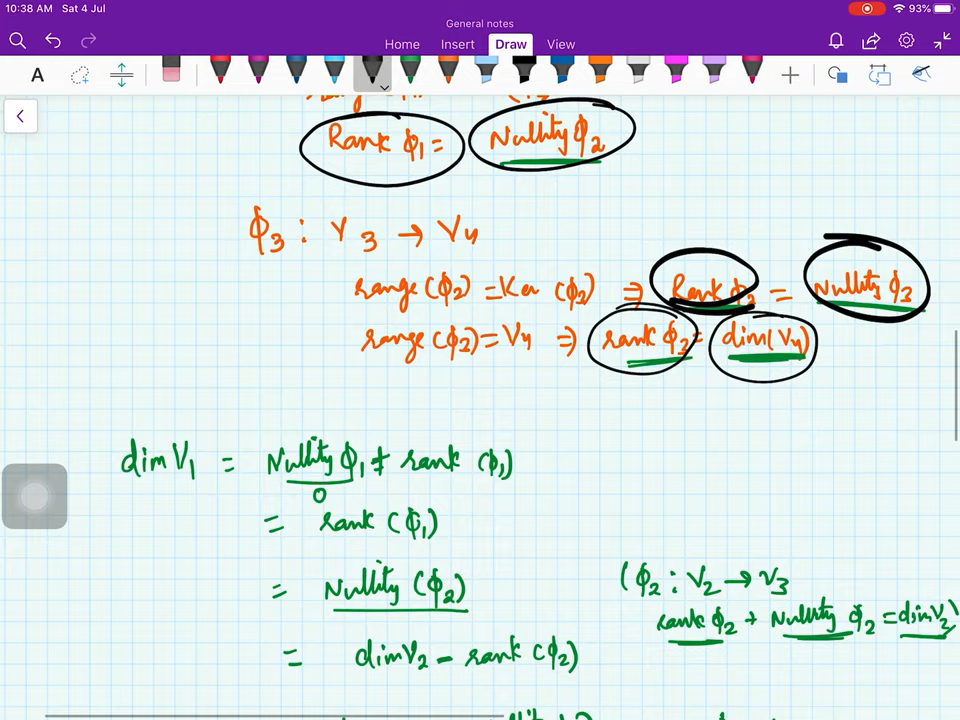 10:38 AM Sat 4 Jul
93%
General notes
Home Insert Draw View
A
Rank ϕ1 = Nullity ϕ2
ϕ3 : V3 → V4
range (ϕ2) = Ker (ϕ2) ⇒ Rank ϕ2 = Nullity ϕ3
range (ϕ2) = V4 ⇒ rank ϕ3 = dim(V4)
dim V1 = Nullity ϕ1 + rank (ϕ1)
0
= rank (ϕ1)
= Nullity (ϕ2)
(ϕ2 : V2 → V3
rank ϕ2 + Nullity ϕ2 = dim V2)
= dim V2 - rank (ϕ2)